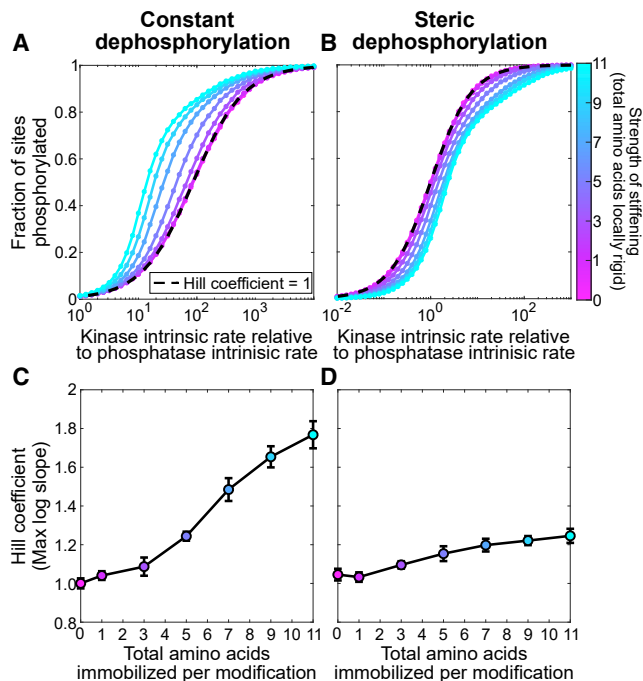 Constant
dephosphorylation
Steric
dephosphorylation
A
B
Fraction of sites
phosphorylated
1
0.8
0.6
0.4
0.2
0
Hill coefficient = 1
10^0 10^1 10^2 10^3
10^-2 10^0 10^2
Kinase intrinsic rate relative
to phosphatase intrinisic rate
Kinase intrinsic rate relative
to phosphatase intrinisic rate
11
9
7
5
3
1
0
Strength of stiffening
(total amino acids locally rigid)
C
D
Hill coefficient
(Max log slope)
2
1.8
1.6
1.4
1.2
1.0
0.8
0 1 2 3 4 5 6 7 8 9 10 11
0 1 2 3 4 5 6 7 8 9 10 11
Total amino acids
immobilized per modification
Total amino acids
immobilized per modification